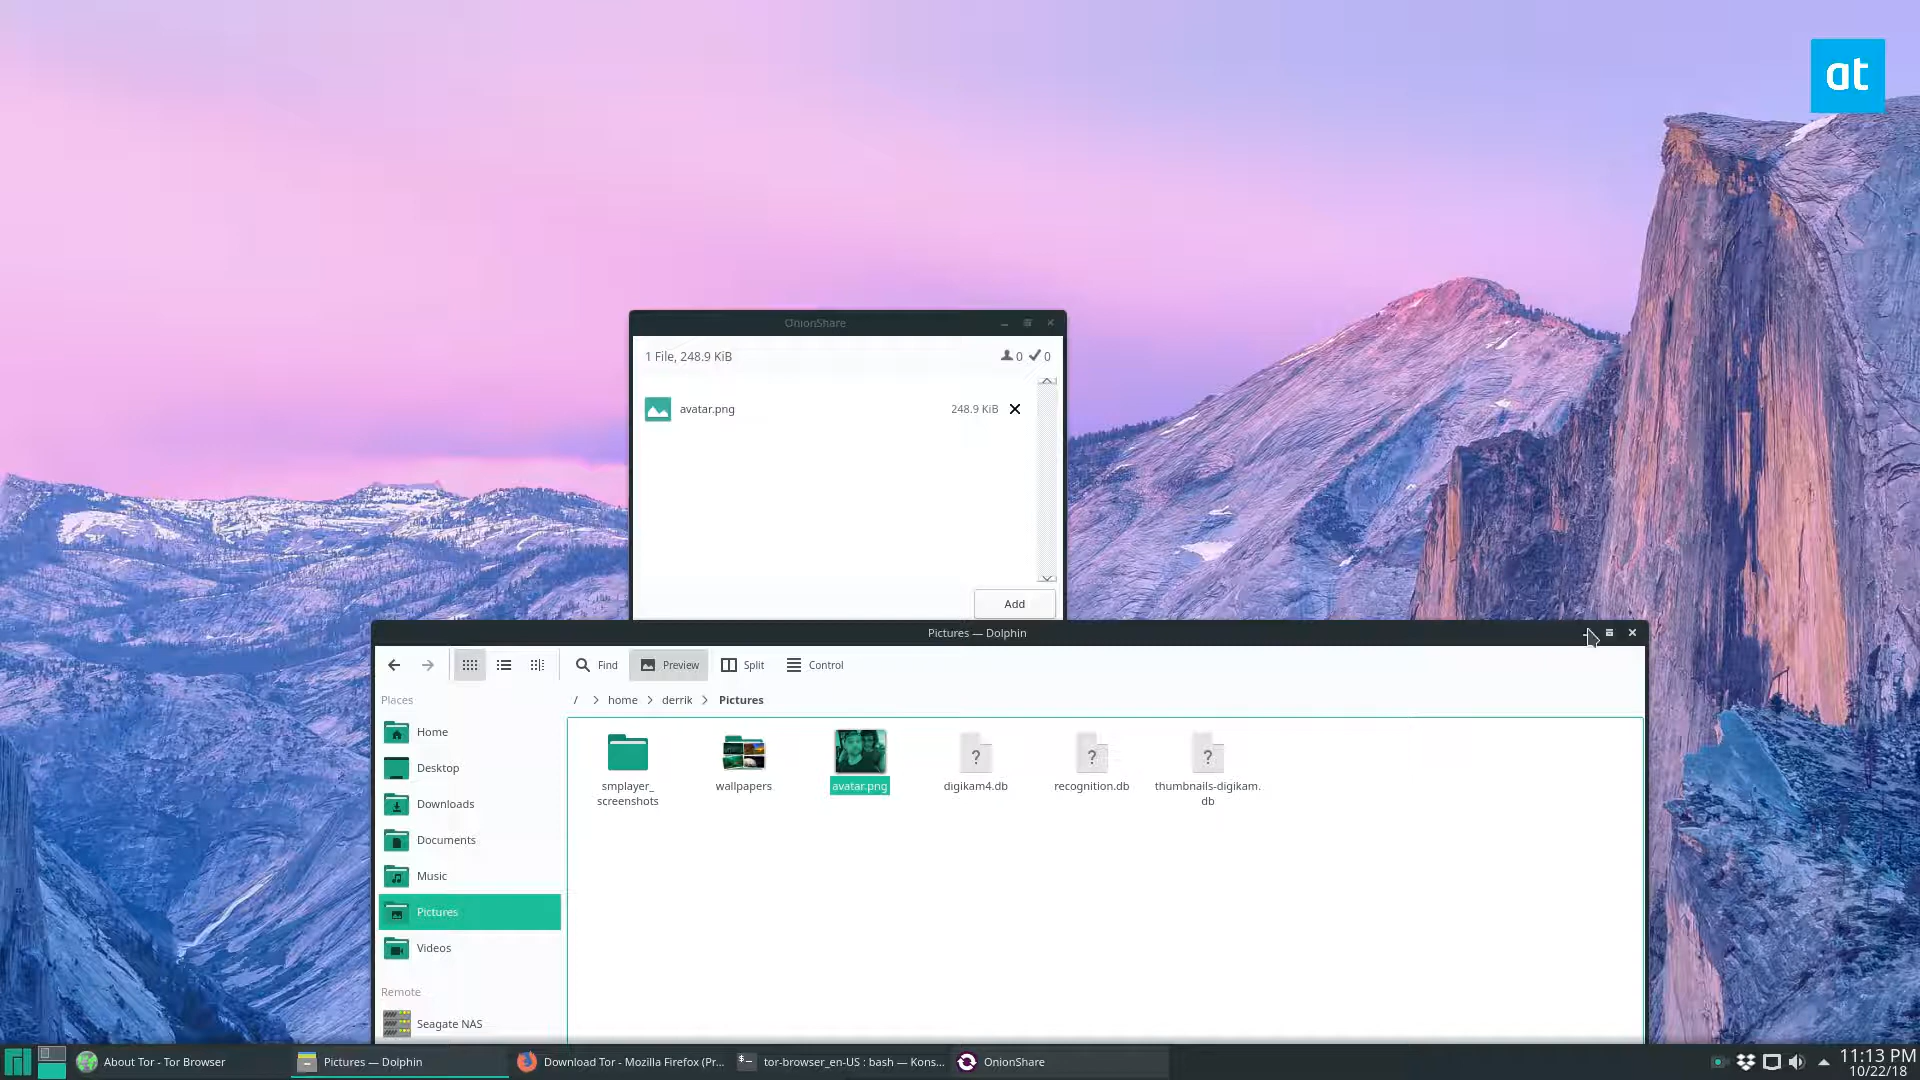 at
OnionShare
1 File, 248.9 KiB
0
0
avatar.png
248.9 KiB
Add
Pictures — Dolphin
Find
Preview
Split
Control
Places
/ > home > derrik > Pictures
Home
Desktop
Downloads
Documents
Music
Pictures
Videos
Remote
Seagate NAS
smplayer_
screenshots
wallpapers
avatar.png
digikam4.db
recognition.db
thumbnails-digikam.
db
About Tor - Tor Browser
Pictures — Dolphin
Download Tor - Mozilla Firefox (Pr...
tor-browser_en-US : bash — Kons...
OnionShare
11:13 PM
10/22/18